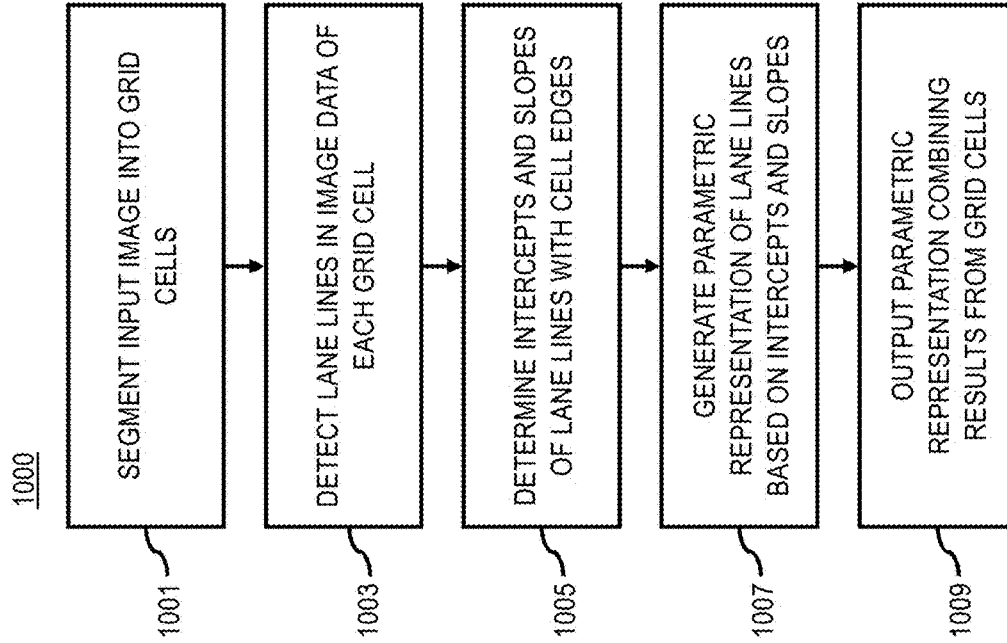 1000
1001
SEGMENT INPUT IMAGE INTO GRID
CELLS
1003
DETECT LANE LINES IN IMAGE DATA OF
EACH GRID CELL
1005
DETERMINE INTERCEPTS AND SLOPES
OF LANE LINES WITH CELL EDGES
1007
GENERATE PARAMETRIC
REPRESENTATION OF LANE LINES
BASED ON INTERCEPTS AND SLOPES
1009
OUTPUT PARAMETRIC
REPRESENTATION COMBINING
RESULTS FROM GRID CELLS